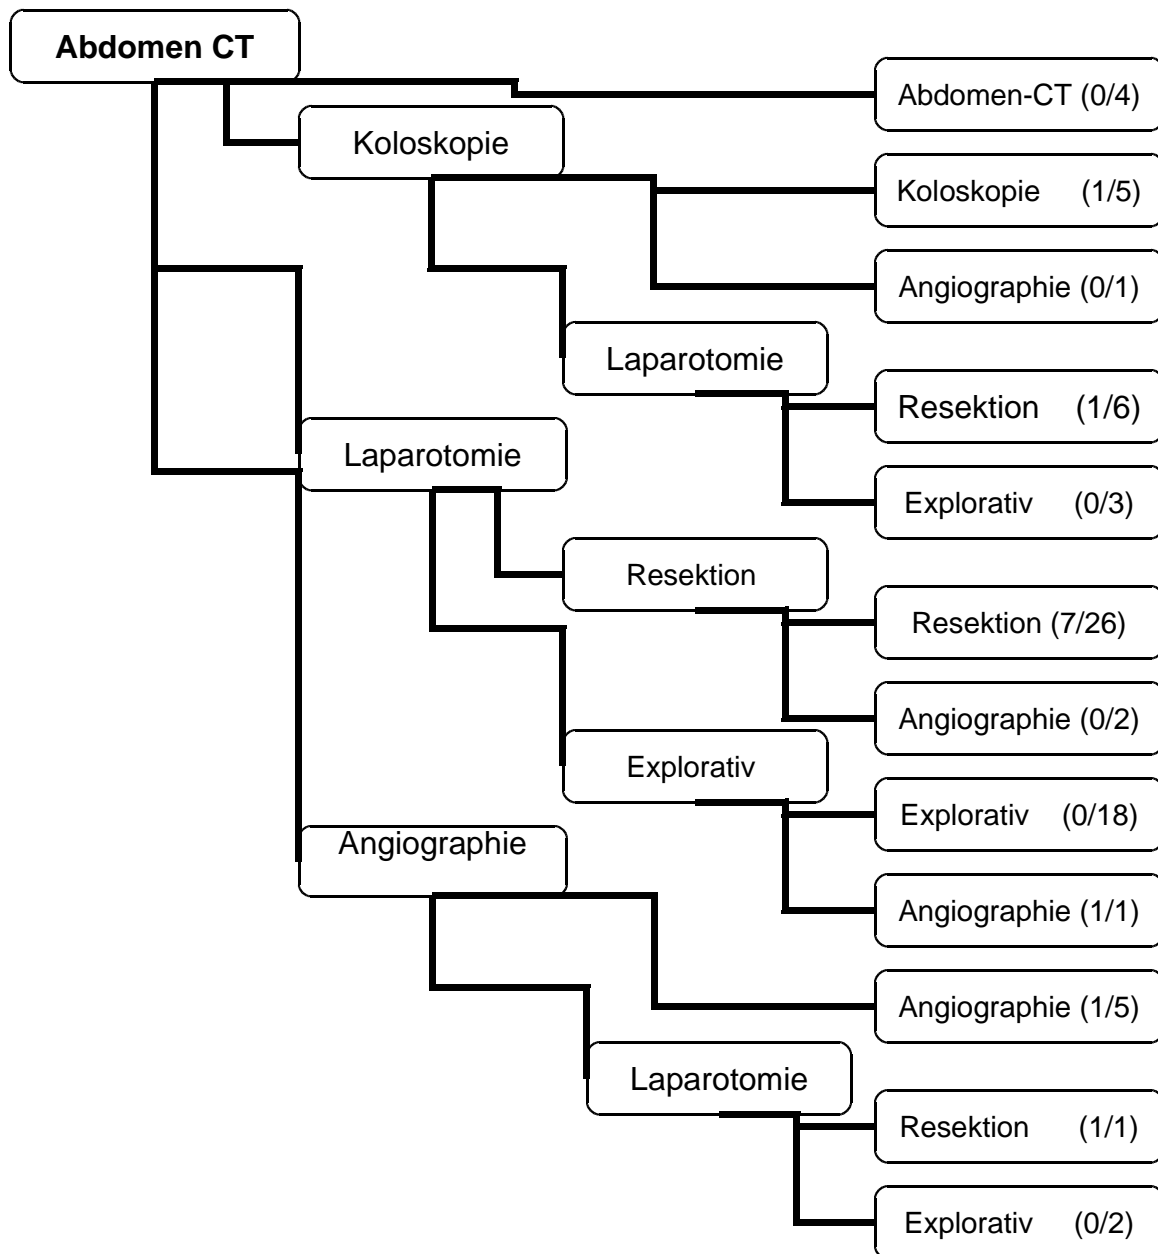 Abdomen CT
Abdomen-CT (0/4)
Koloskopie
Koloskopie (1/5)
Angiographie (0/1)
Laparotomie
Resektion (1/6)
Laparotomie
Explorativ (0/3)
Resektion
Resektion (7/26)
Angiographie (0/2)
Explorativ
Explorativ (0/18)
Angiographie
Angiographie (1/1)
Angiographie (1/5)
Laparotomie
Resektion (1/1)
Explorativ (0/2)